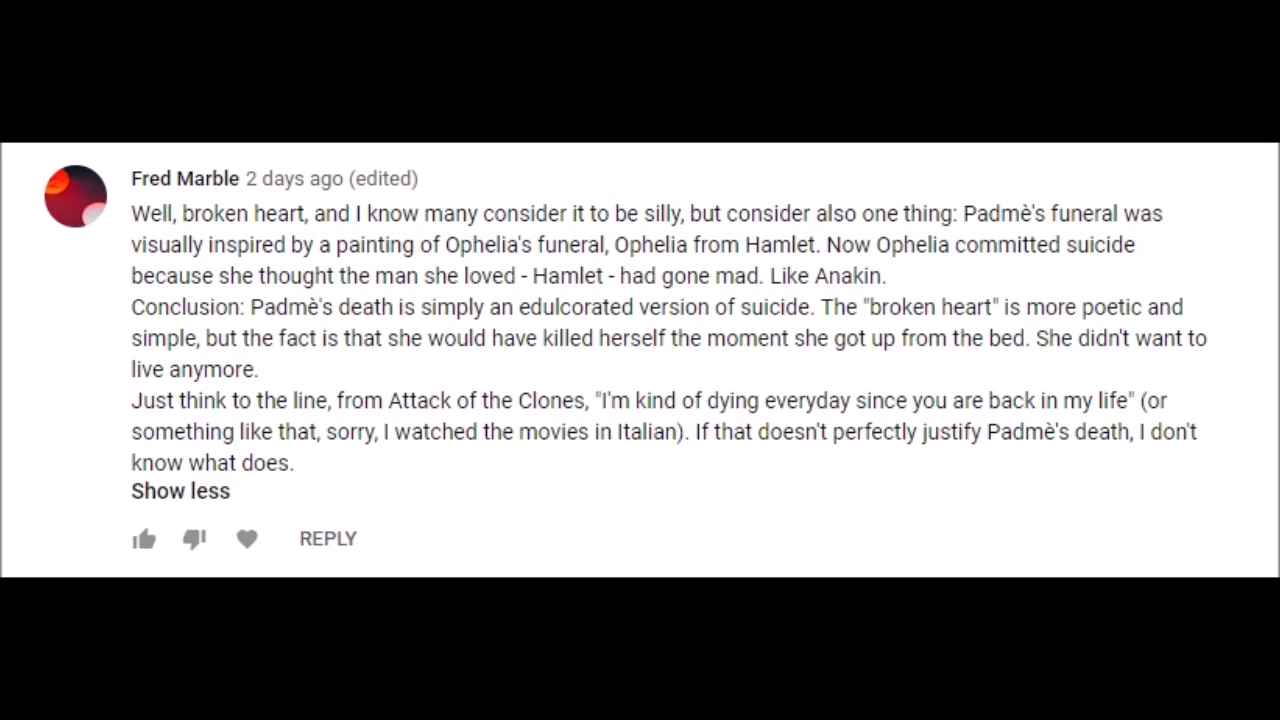 Fred Marble 2 days ago (edited)
Well, broken heart, and I know many consider it to be silly, but consider also one thing: Padmè's funeral was
visually inspired by a painting of Ophelia's funeral, Ophelia from Hamlet. Now Ophelia committed suicide
because she thought the man she loved - Hamlet - had gone mad. Like Anakin.
Conclusion: Padmè's death is simply an edulcorated version of suicide. The "broken heart" is more poetic and
simple, but the fact is that she would have killed herself the moment she got up from the bed. She didn't want to
live anymore.
Just think to the line, from Attack of the Clones, "I'm kind of dying everyday since you are back in my life" (or
something like that, sorry, I watched the movies in Italian). If that doesn't perfectly justify Padmè's death, I don't
know what does.
Show less
REPLY